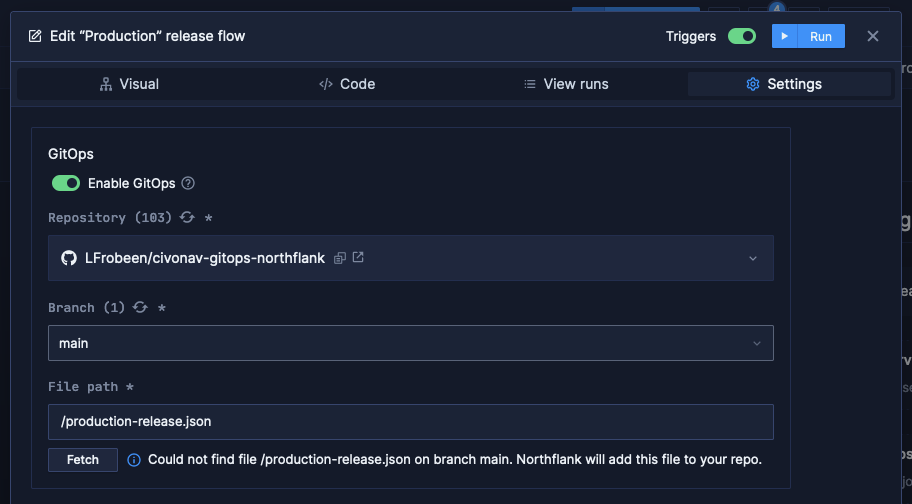 4
Edit “Production” release flow
Triggers
Run
Visual
Code
View runs
Settings
GitOps
Enable GitOps
Repository (103) *
LFrobeen/civonav-gitops-northflank
Branch (1) *
main
File path *
/production-release.json
Fetch
Could not find file /production-release.json on branch main. Northflank will add this file to your repo.